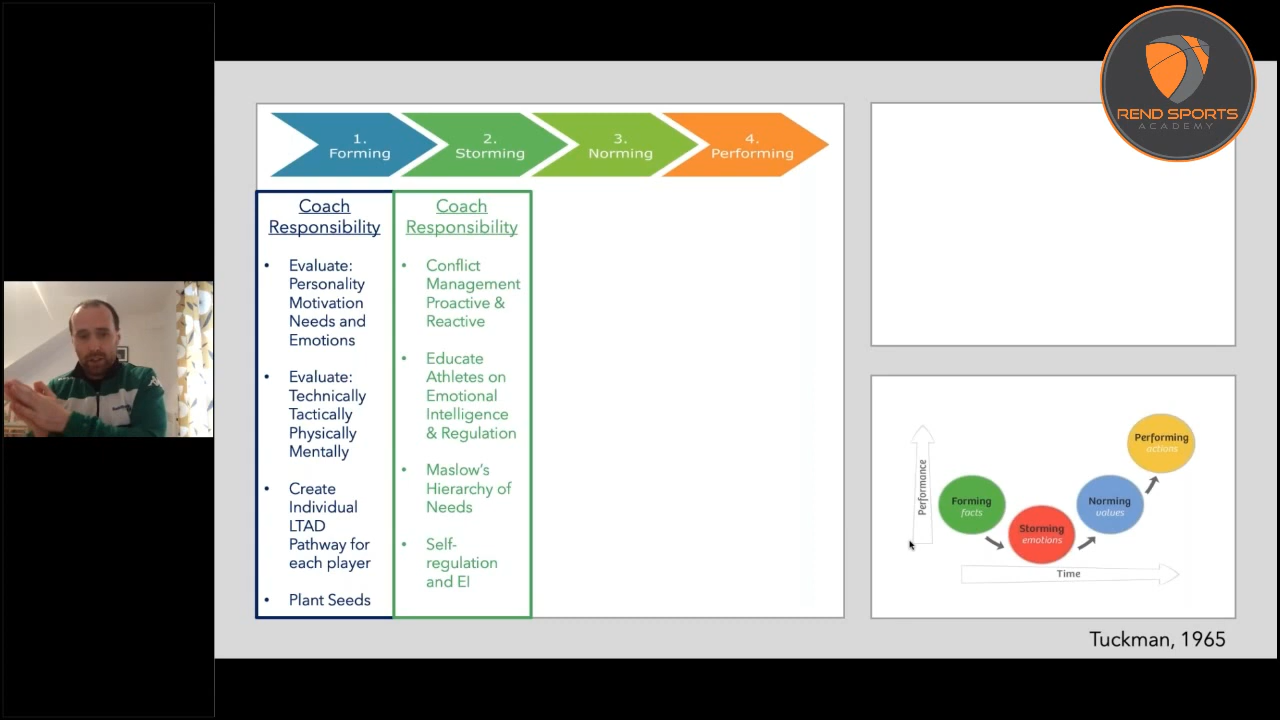 REND SPORTS
ACADEMY
1.
Forming
2.
Storming
3.
Norming
4.
Performing
Coach
Responsibility
• Evaluate:
Personality
Motivation
Needs and
Emotions
• Evaluate:
Technically
Tactically
Physically
Mentally
• Create
Individual
LTAD
Pathway for
each player
• Plant Seeds
Coach
Responsibility
• Conflict
Management
Proactive &
Reactive
• Educate
Athletes on
Emotional
Intelligence
& Regulation
• Maslow's
Hierarchy of
Needs
• Self-
regulation
and EI
Performance
Forming
facts
Storming
emotions
Norming
values
Performing
actions
Time
Tuckman, 1965